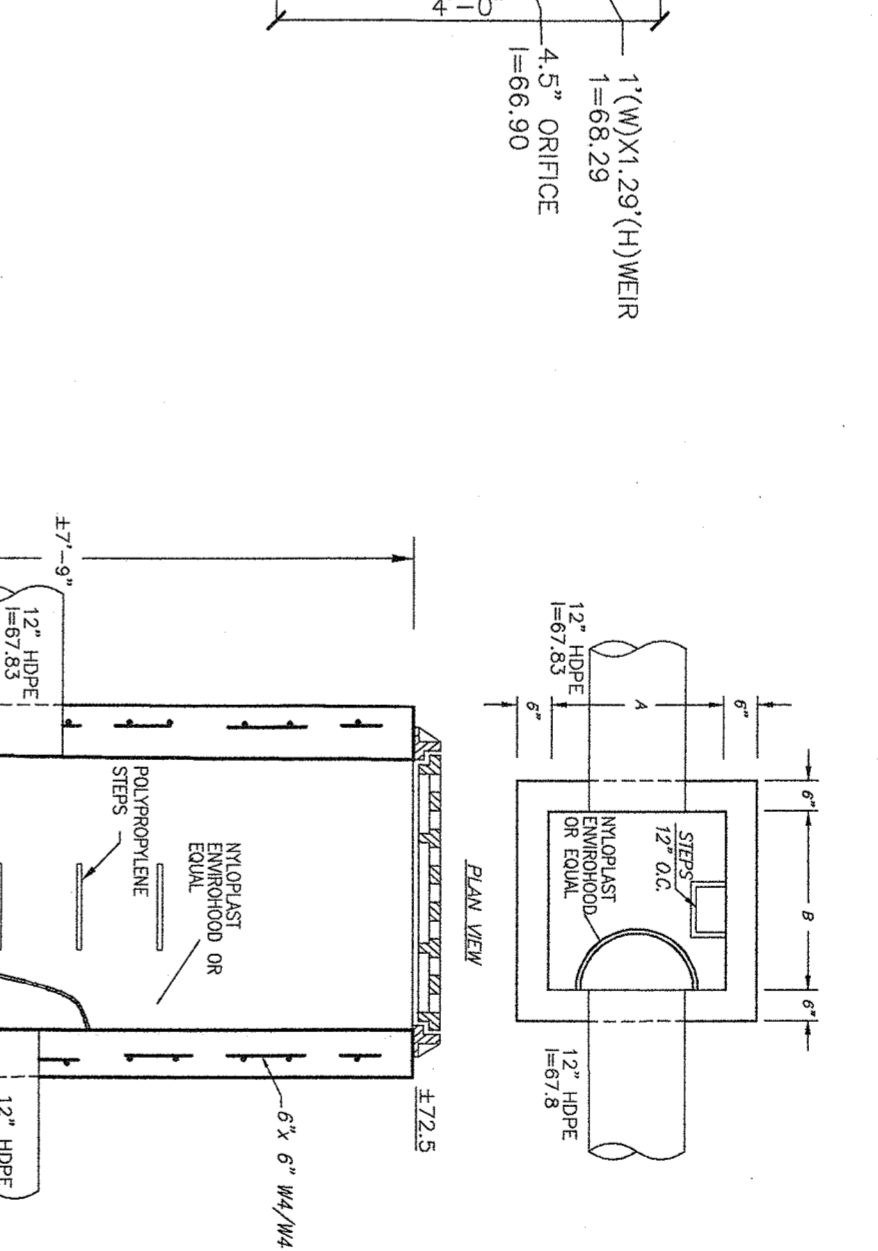 4'-0"
1'(W)X1.29'(H)WEIR
1=68.29
4.5" ORIFICE
I=66.90
12" HDPE
I=67.83
6"
A
6"
6"
B
6"
STEPS
12" O.C.
NYLOPLAST
ENVIROHOOD
OR EQUAL
12" HDPE
I=67.8
PLAN VIEW
±7'-9"
12" HDPE
I=67.83
±72.5
NYLOPLAST
ENVIROHOOD OR
EQUAL
POLYPROPYLENE
STEPS
6"x 6" W4/W4
12" HDPE